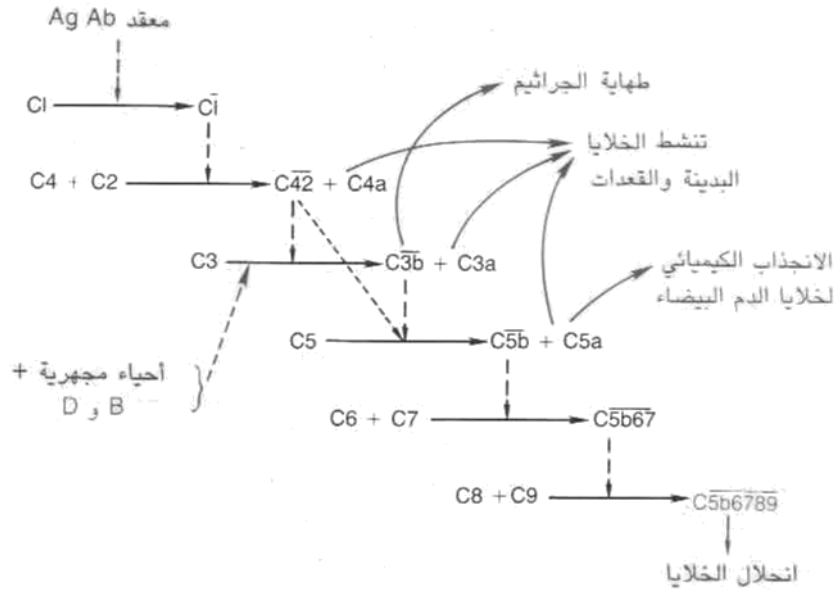 معقد Ag Ab
طهاية الجراثيم
CI C̄ī
تنشط الخلايا
البدينة والقعدات
C4 + C2 C4̅2̅ + C4a
C3 C3̅b̅ + C3a
الانجذاب الكيميائي
لخلايا الدم البيضاء
C5 C5̅b̅ + C5a
أحياء مجهرية +
B و D
C6 + C7 C5̅b̅6̅7̅
C8 + C9 C5̅b̅6̅7̅8̅9̅
انحلال الخلايا